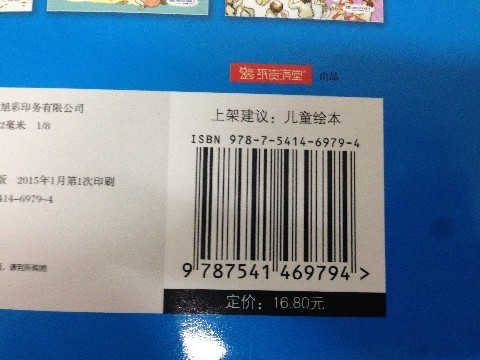 出品
旭彩印务有限公司
2毫米 1/8
版 2015年1月第1次印刷
414-6979-4
上架建议：儿童绘本
ISBN 978-7-5414-6979-4
9 787541 469794 >
定价：16.80元